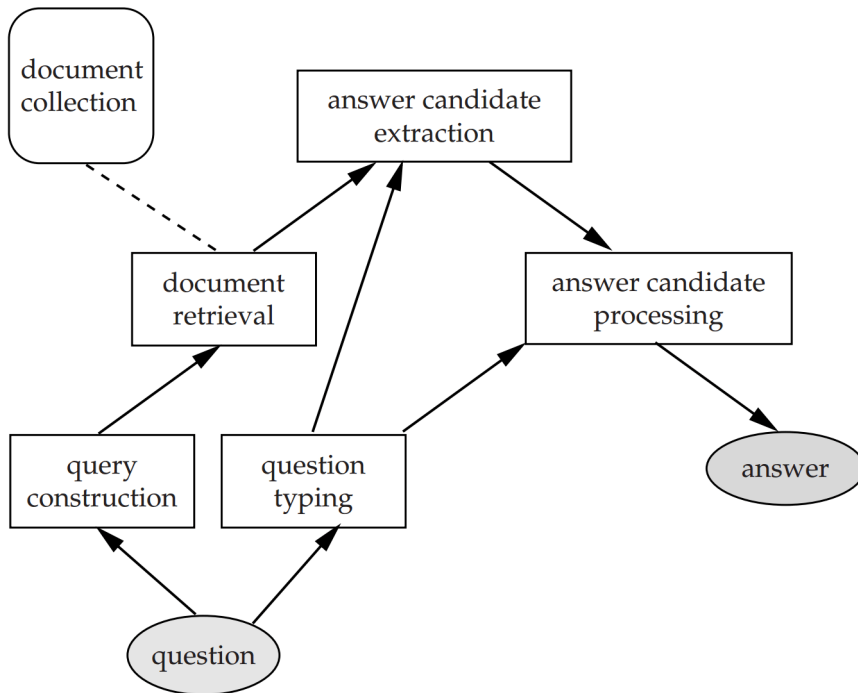 document
collection
answer candidate
extraction
document
retrieval
answer candidate
processing
query
construction
question
typing
answer
question